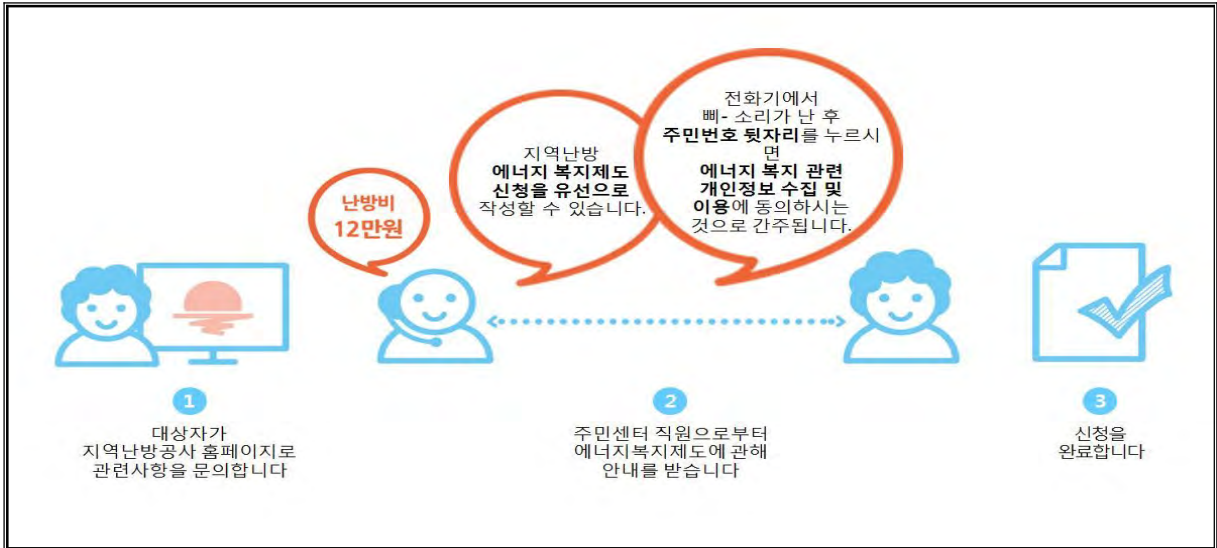 난방비
12만원
지역난방
에너지 복지제도
신청을 유선으로
작성할 수 있습니다.
전화기에서
삐- 소리가 난 후
주민번호 뒷자리를 누르시
면
에너지 복지 관련
개인정보 수집 및
이용에 동의하시는
것으로 간주됩니다.
1
대상자가
지역난방공사 홈페이지로
관련사항을 문의합니다
2
주민센터 직원으로부터
에너지복지제도에 관해
안내를 받습니다
3
신청을
완료합니다